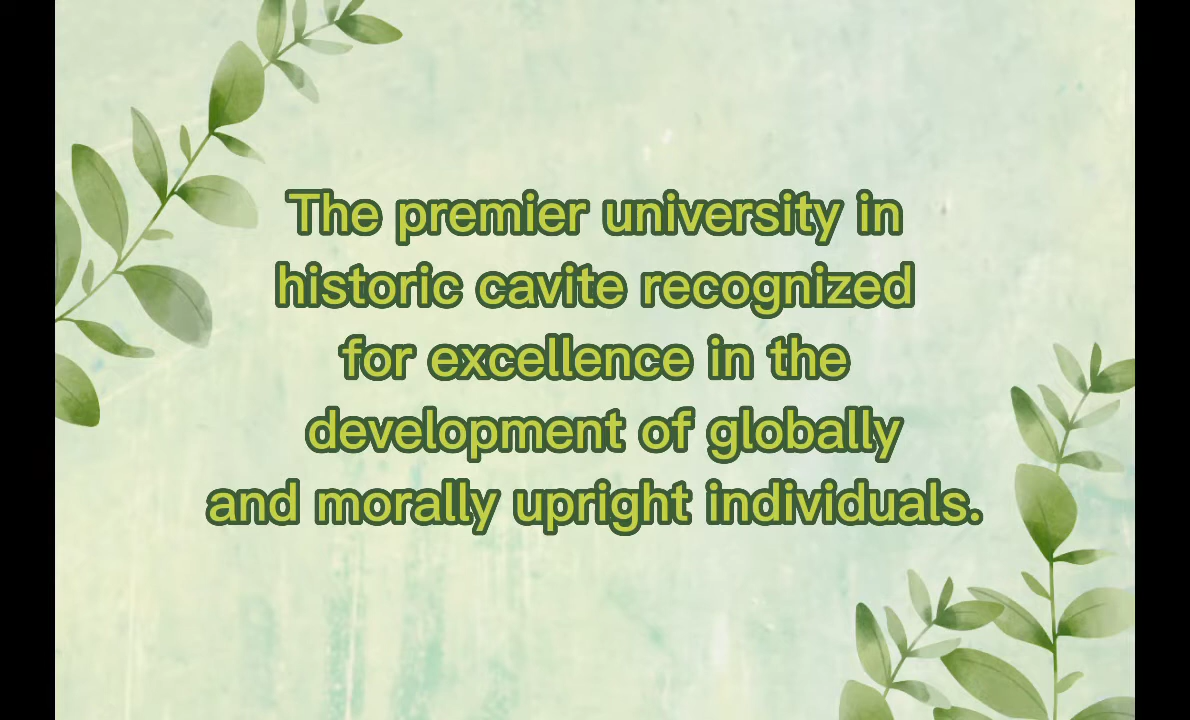 The premier university in
historic cavite recognized
for excellence in the
development of globally
and morally upright individuals.